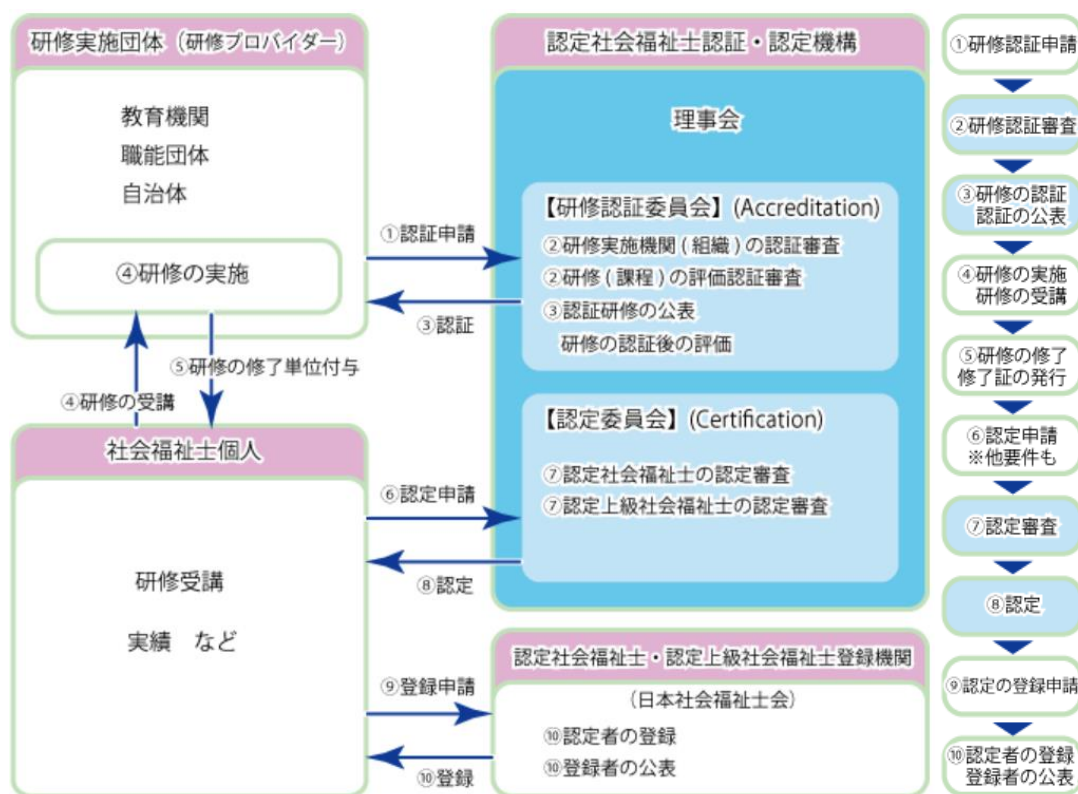 研修実施団体（研修プロバイダー）
教育機関
職能団体
自治体
④研修の実施
①認証申請
③認証
⑤研修の修了単位付与
④研修の受講
社会福祉士個人
研修受講
実績　など
⑥認定申請
⑧認定
⑨登録申請
⑩登録
認定社会福祉士認証・認定機構
理事会
【研修認証委員会】(Accreditation)
②研修実施機関(組織)の認証審査
②研修(課程)の評価認証審査
③認証研修の公表
研修の認証後の評価
【認定委員会】(Certification)
⑦認定社会福祉士の認定審査
⑦認定上級社会福祉士の認定審査
認定社会福祉士・認定上級社会福祉士登録機関
(日本社会福祉士会)
⑩認定者の登録
⑩登録者の公表
①研修認証申請
②研修認証審査
③研修の認証
認証の公表
④研修の実施
研修の受講
⑤研修の修了
修了証の発行
⑥認定申請
※他要件も
⑦認定審査
⑧認定
⑨認定の登録申請
⑩認定者の登録
登録者の公表